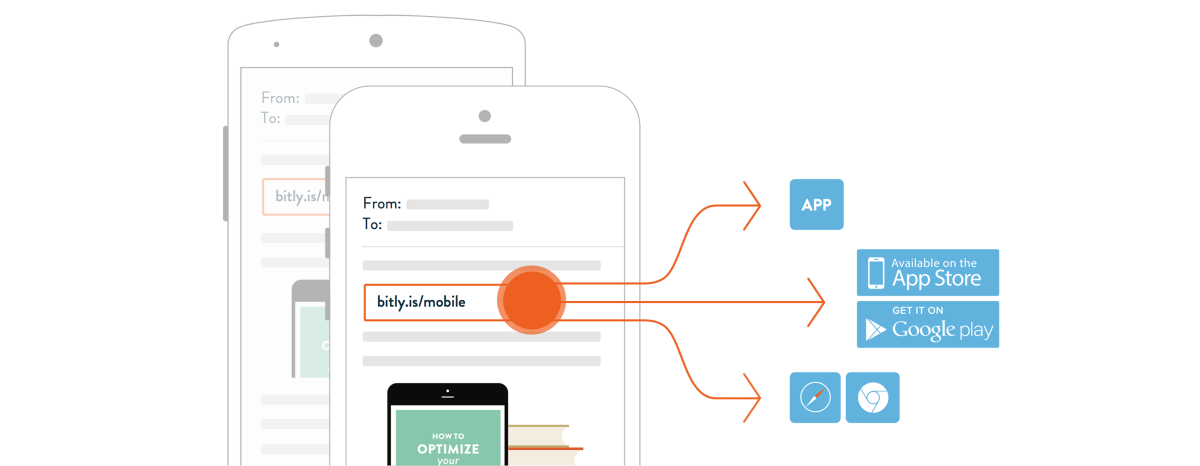 From:
To:
bitly.is/m
From:
To:
bitly.is/mobile
HOW TO
OPTIMIZE
your
APP
Available on the
App Store
GET IT ON
Google play